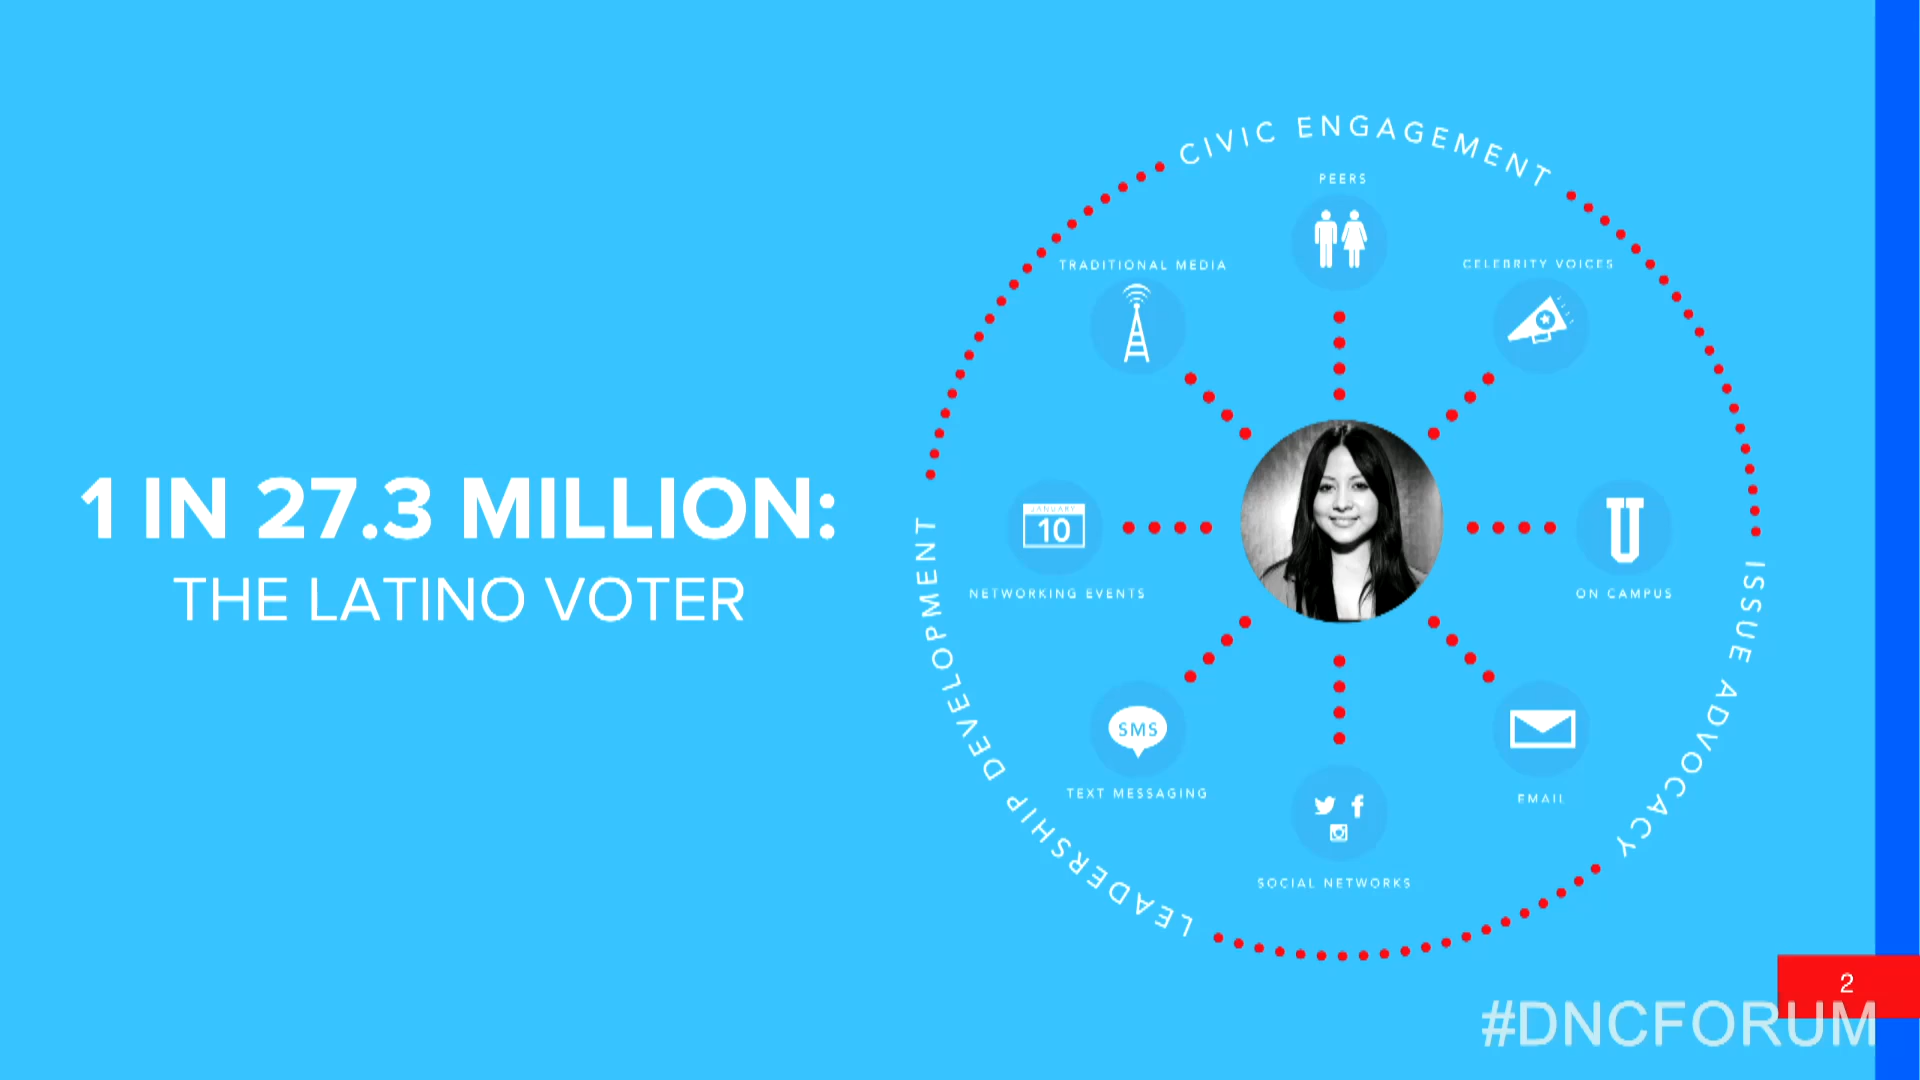 1 IN 27.3 MILLION:
THE LATINO VOTER
CIVIC ENGAGEMENT
PEERS
TRADITIONAL MEDIA
CELEBRITY VOICES
JANUARY
10
NETWORKING EVENTS
U
ON CAMPUS
SMS
TEXT MESSAGING
EMAIL
f
SOCIAL NETWORKS
LEADERSHIP DEVELOPMENT
ISSUE ADVOCACY
2
#DNCFORUM